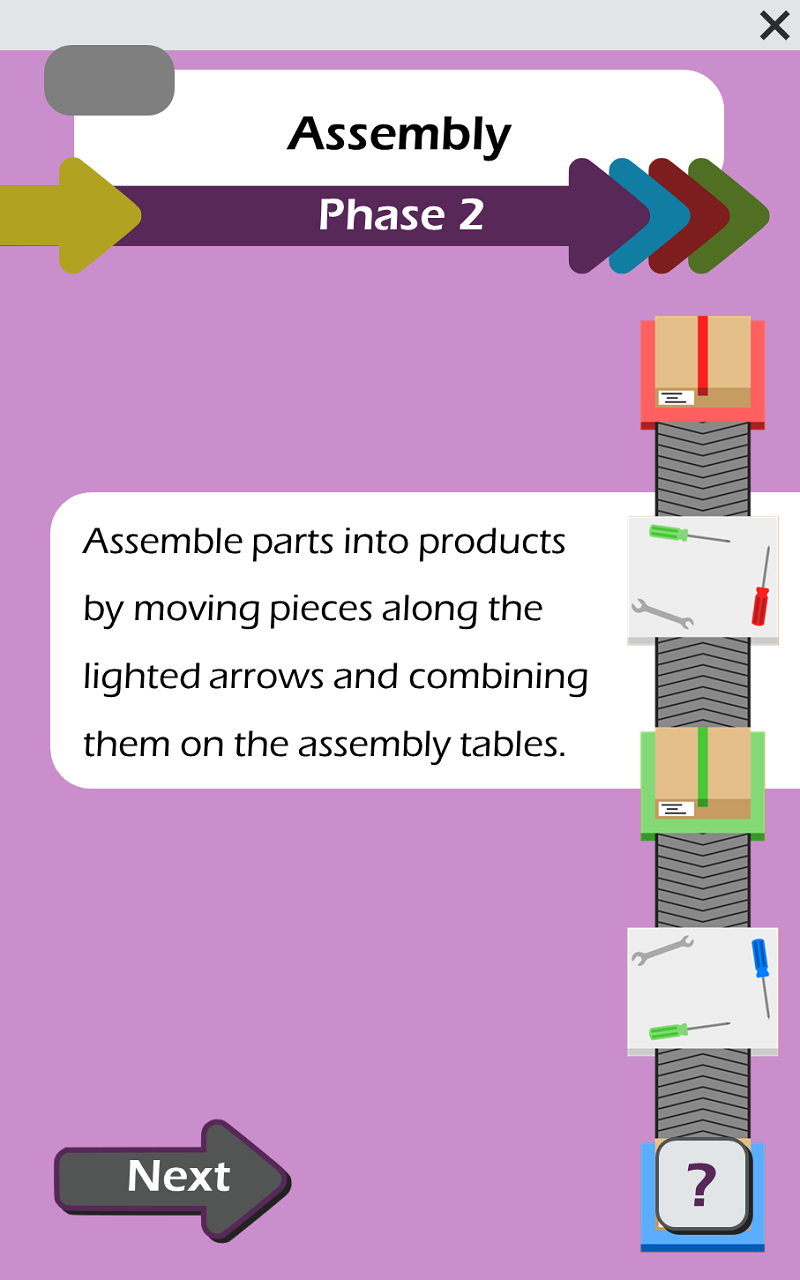 Assembly
Phase 2
Assemble parts into products
by moving pieces along the
lighted arrows and combining
them on the assembly tables.
Next
?